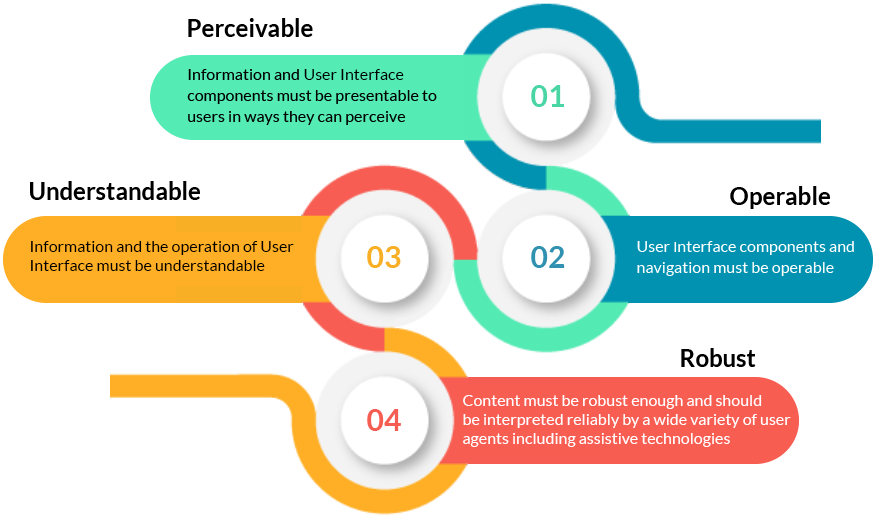 Perceivable
Information and User Interface
components must be presentable to
users in ways they can perceive
01
Operable
User Interface components and
navigation must be operable
02
Understandable
Information and the operation of User
Interface must be understandable
03
Robust
Content must be robust enough and should
be interpreted reliably by a wide variety of user
agents including assistive technologies
04